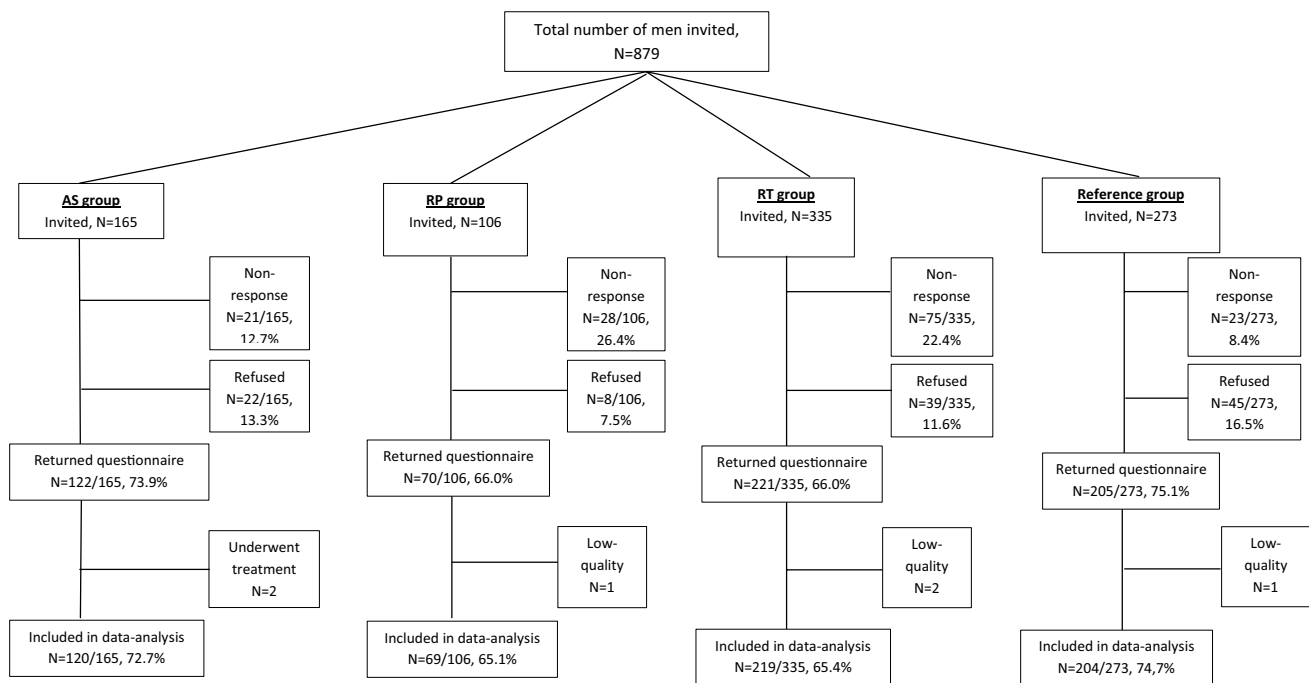 Total number of men invited,
N=879
AS group
Invited, N=165
RP group
Invited, N=106
RT group
Invited, N=335
Reference group
Invited, N=273
Non-
response
N=21/165,
12.7%
Non-
response
N=28/106,
26.4%
Non-
response
N=75/335,
22.4%
Non-
response
N=23/273,
8.4%
Refused
N=22/165,
13.3%
Refused
N=8/106,
7.5%
Refused
N=39/335,
11.6%
Refused
N=45/273,
16.5%
Returned questionnaire
N=122/165, 73.9%
Returned questionnaire
N=70/106, 66.0%
Returned questionnaire
N=221/335, 66.0%
Returned questionnaire
N=205/273, 75.1%
Underwent
treatment
N=2
Low-
quality
N=1
Low-
quality
N=2
Low-
quality
N=1
Included in data-analysis
N=120/165, 72.7%
Included in data-analysis
N=69/106, 65.1%
Included in data-analysis
N=219/335, 65.4%
Included in data-analysis
N=204/273, 74,7%